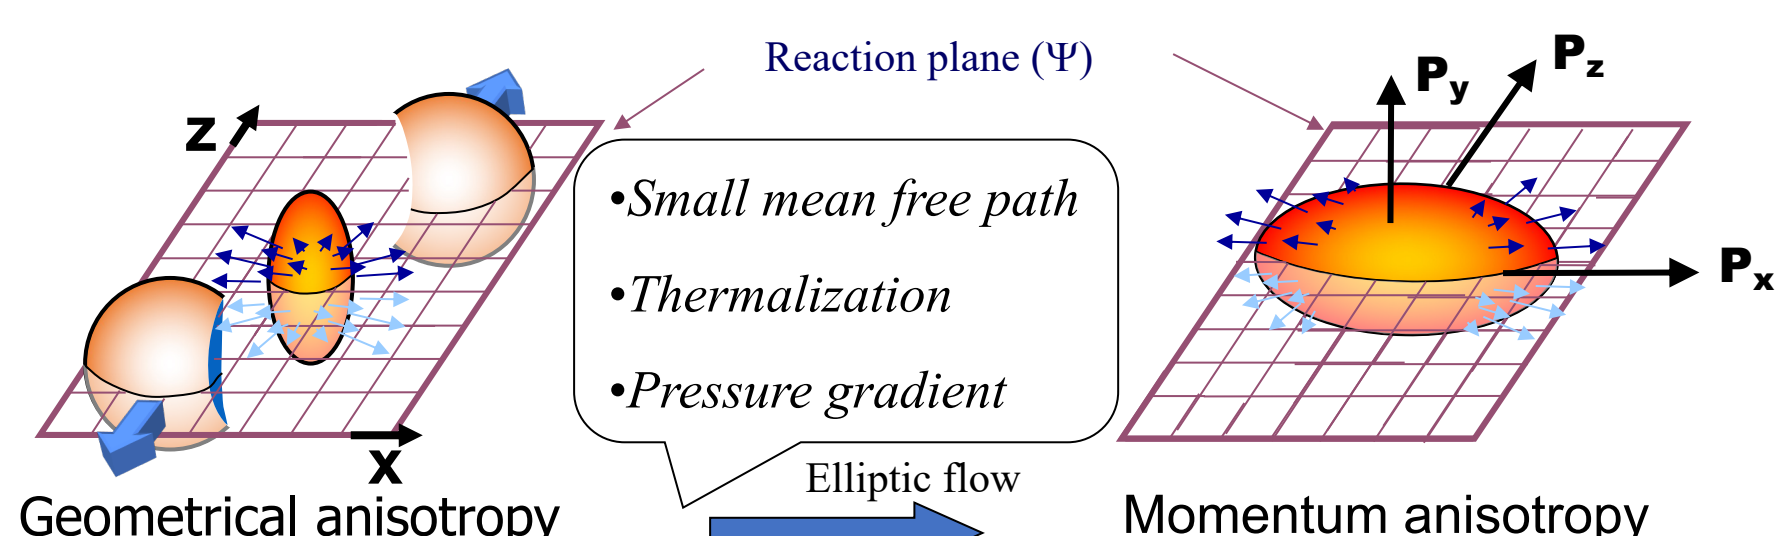 Reaction plane (Ψ)
Z
X
•Small mean free path
•Thermalization
•Pressure gradient
Py
Pz
Px
Elliptic flow
Geometrical anisotropy
Momentum anisotropy